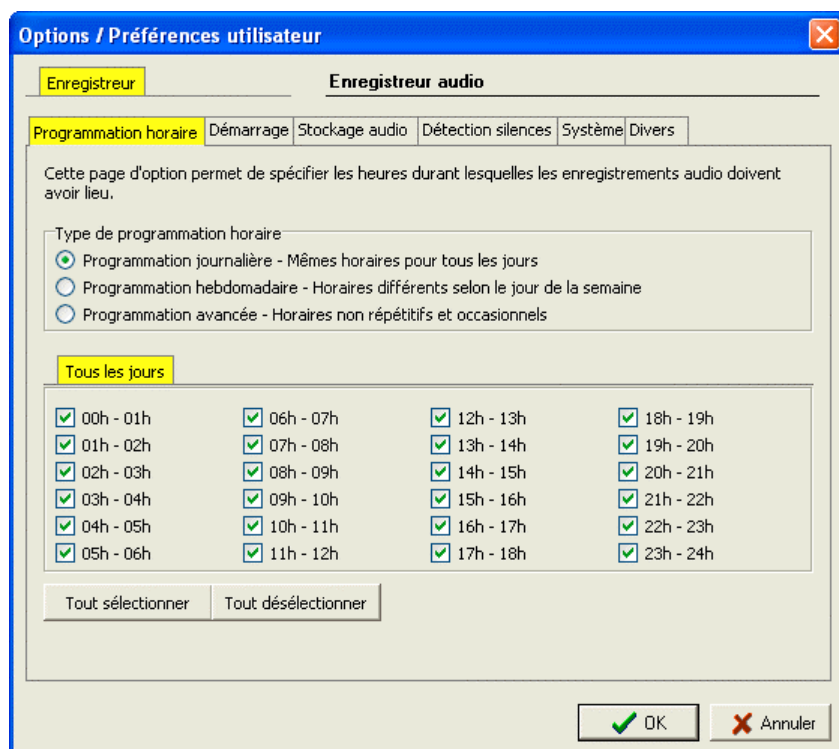 Options / Préférences utilisateur
Enregistreur
Enregistreur audio
Programmation horaire Démarrage Stockage audio Détection silences Système Divers
Cette page d'option permet de spécifier les heures durant lesquelles les enregistrements audio doivent
avoir lieu.
Type de programmation horaire
Programmation journalière - Mêmes horaires pour tous les jours
Programmation hebdomadaire - Horaires différents selon le jour de la semaine
Programmation avancée - Horaires non répétitifs et occasionnels
Tous les jours
00h - 01h 06h - 07h 12h - 13h 18h - 19h
01h - 02h 07h - 08h 13h - 14h 19h - 20h
02h - 03h 08h - 09h 14h - 15h 20h - 21h
03h - 04h 09h - 10h 15h - 16h 21h - 22h
04h - 05h 10h - 11h 16h - 17h 22h - 23h
05h - 06h 11h - 12h 17h - 18h 23h - 24h
Tout sélectionner Tout désélectionner
OK Annuler